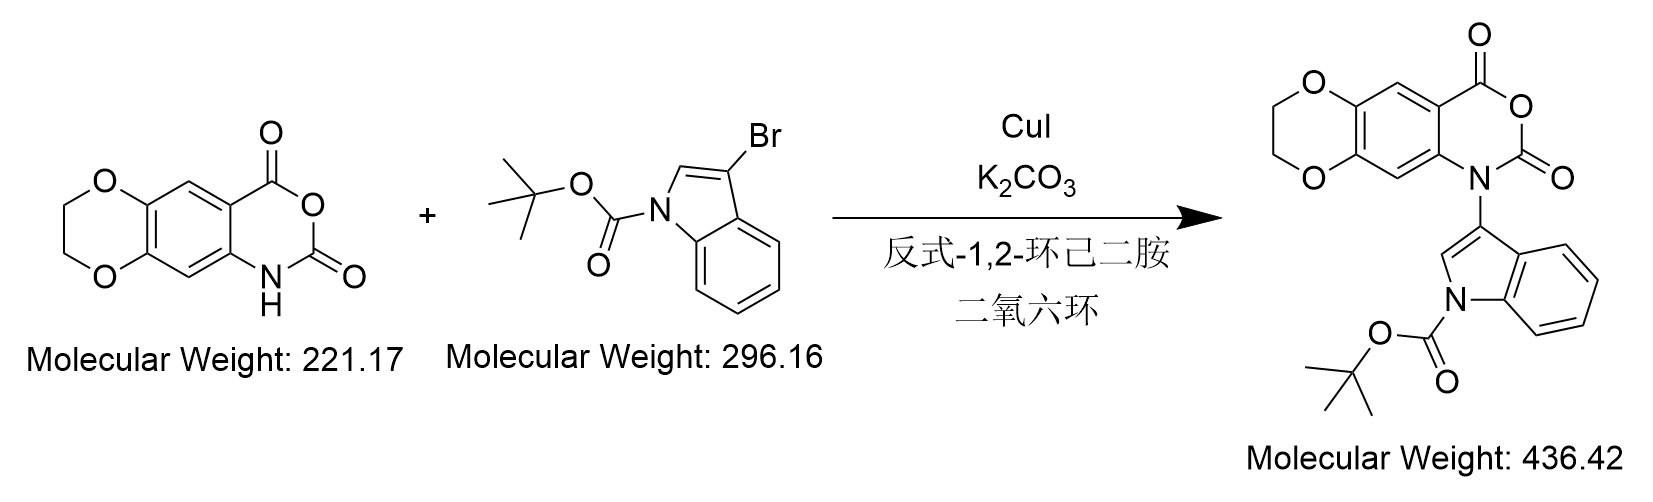 O
O
O
O
N
H
O
Molecular Weight: 221.17
+
Br
O
N
O
Molecular Weight: 296.16
CuI
K₂CO₃
反式-1,2-环己二胺
二氧六环
O
O
O
O
N
O
N
O
O
Molecular Weight: 436.42